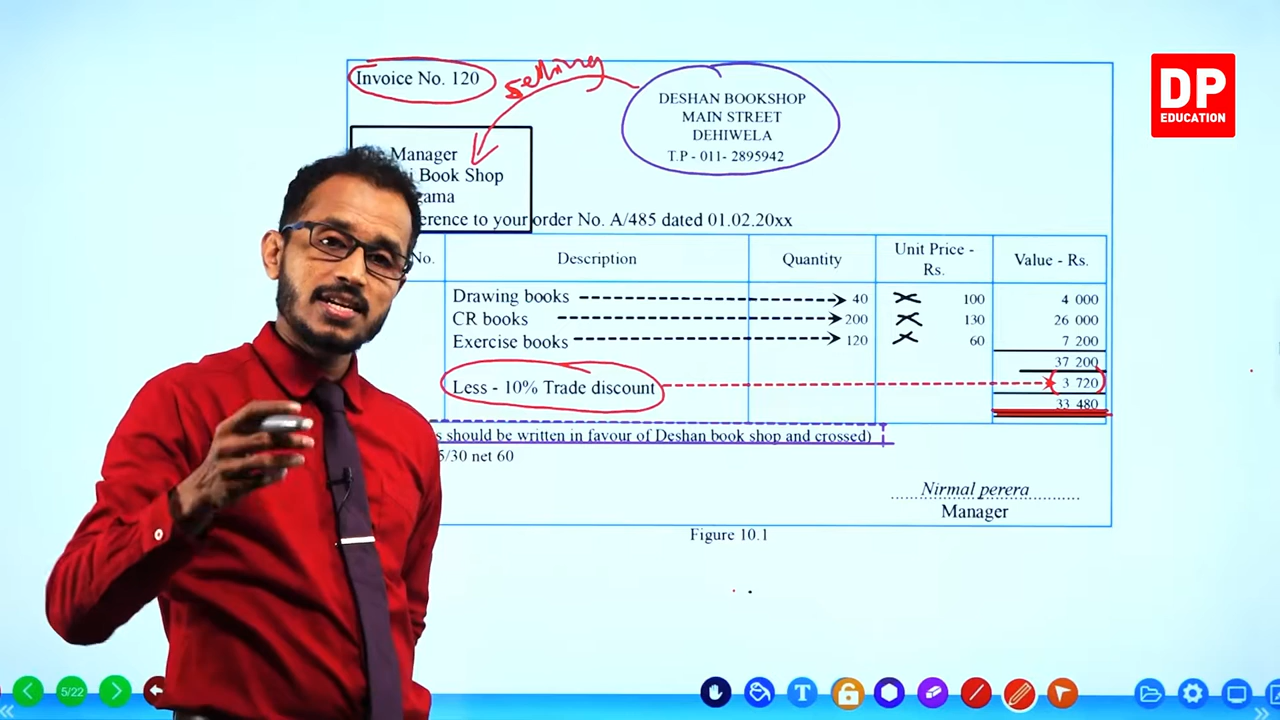 Invoice No. 120
selling
DESHAN BOOKSHOP
MAIN STREET
DEHIWELA
T.P - 011- 2895942
DP
EDUCATION
Manager
Book Shop
to your order No. A/485 dated 01.02.20xx
No. Description Quantity Unit Price - Rs. Value - Rs.
Drawing books 40 100 4 000
CR books 200 130 26 000
Exercise books 120 60 7 200
37 200
Less - 10% Trade discount 3 720
33 480
should be written in favour of Deshan book shop and crossed)
5/30 net 60
Nirmal perera
Manager
Figure 10.1
5/22
T